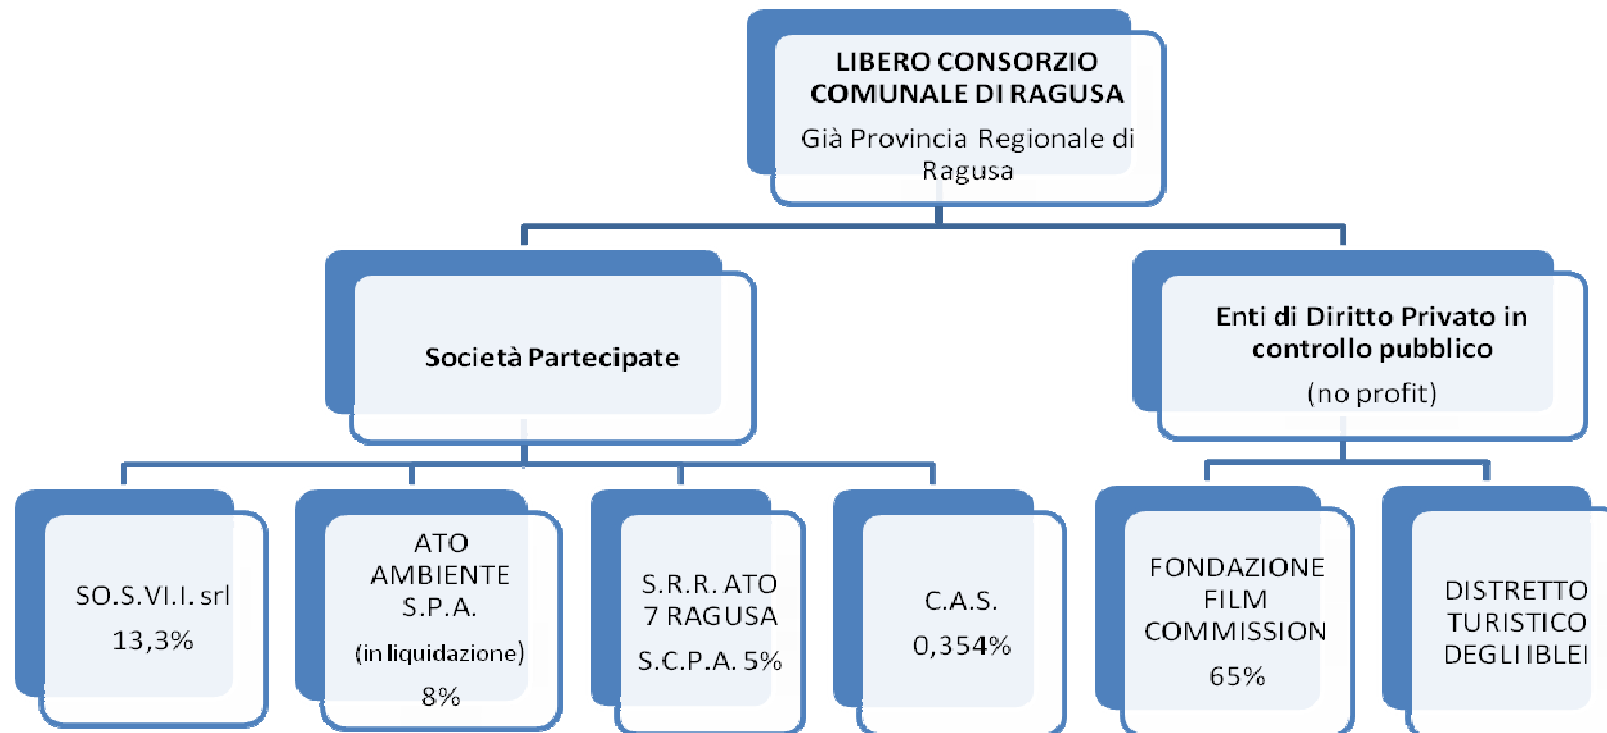 LIBERO CONSORZIO
COMUNALE DI RAGUSA
Già Provincia Regionale di
Ragusa
Società Partecipate
Enti di Diritto Privato in
controllo pubblico
(no profit)
SO.S.VI.I. srl
13,3%
ATO
AMBIENTE
S.P.A.
(in liquidazione)
8%
S.R.R. ATO
7 RAGUSA
S.C.P.A. 5%
C.A.S.
0,354%
FONDAZIONE
FILM
COMMISSION
65%
DISTRETTO
TURISTICO
DEGLI IBLEI